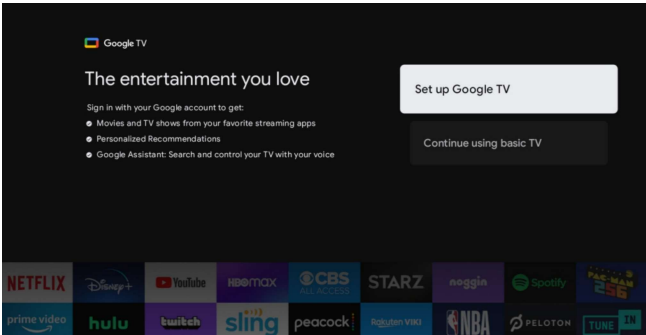 Google TV
The entertainment you love
Sign in with your Google account to get:
Movies and TV shows from your favorite streaming apps
Personalized Recommendations
Google Assistant: Search and control your TV with your voice
Set up Google TV
Continue using basic TV
NETFLIX Disney+ YouTube HBOMAX CBS ALL ACCESS STARZ noggin Spotify PAC-MAN 256
prime video hulu twitch sling peacock Rakuten VIKI NBA PELOTON TUNE IN